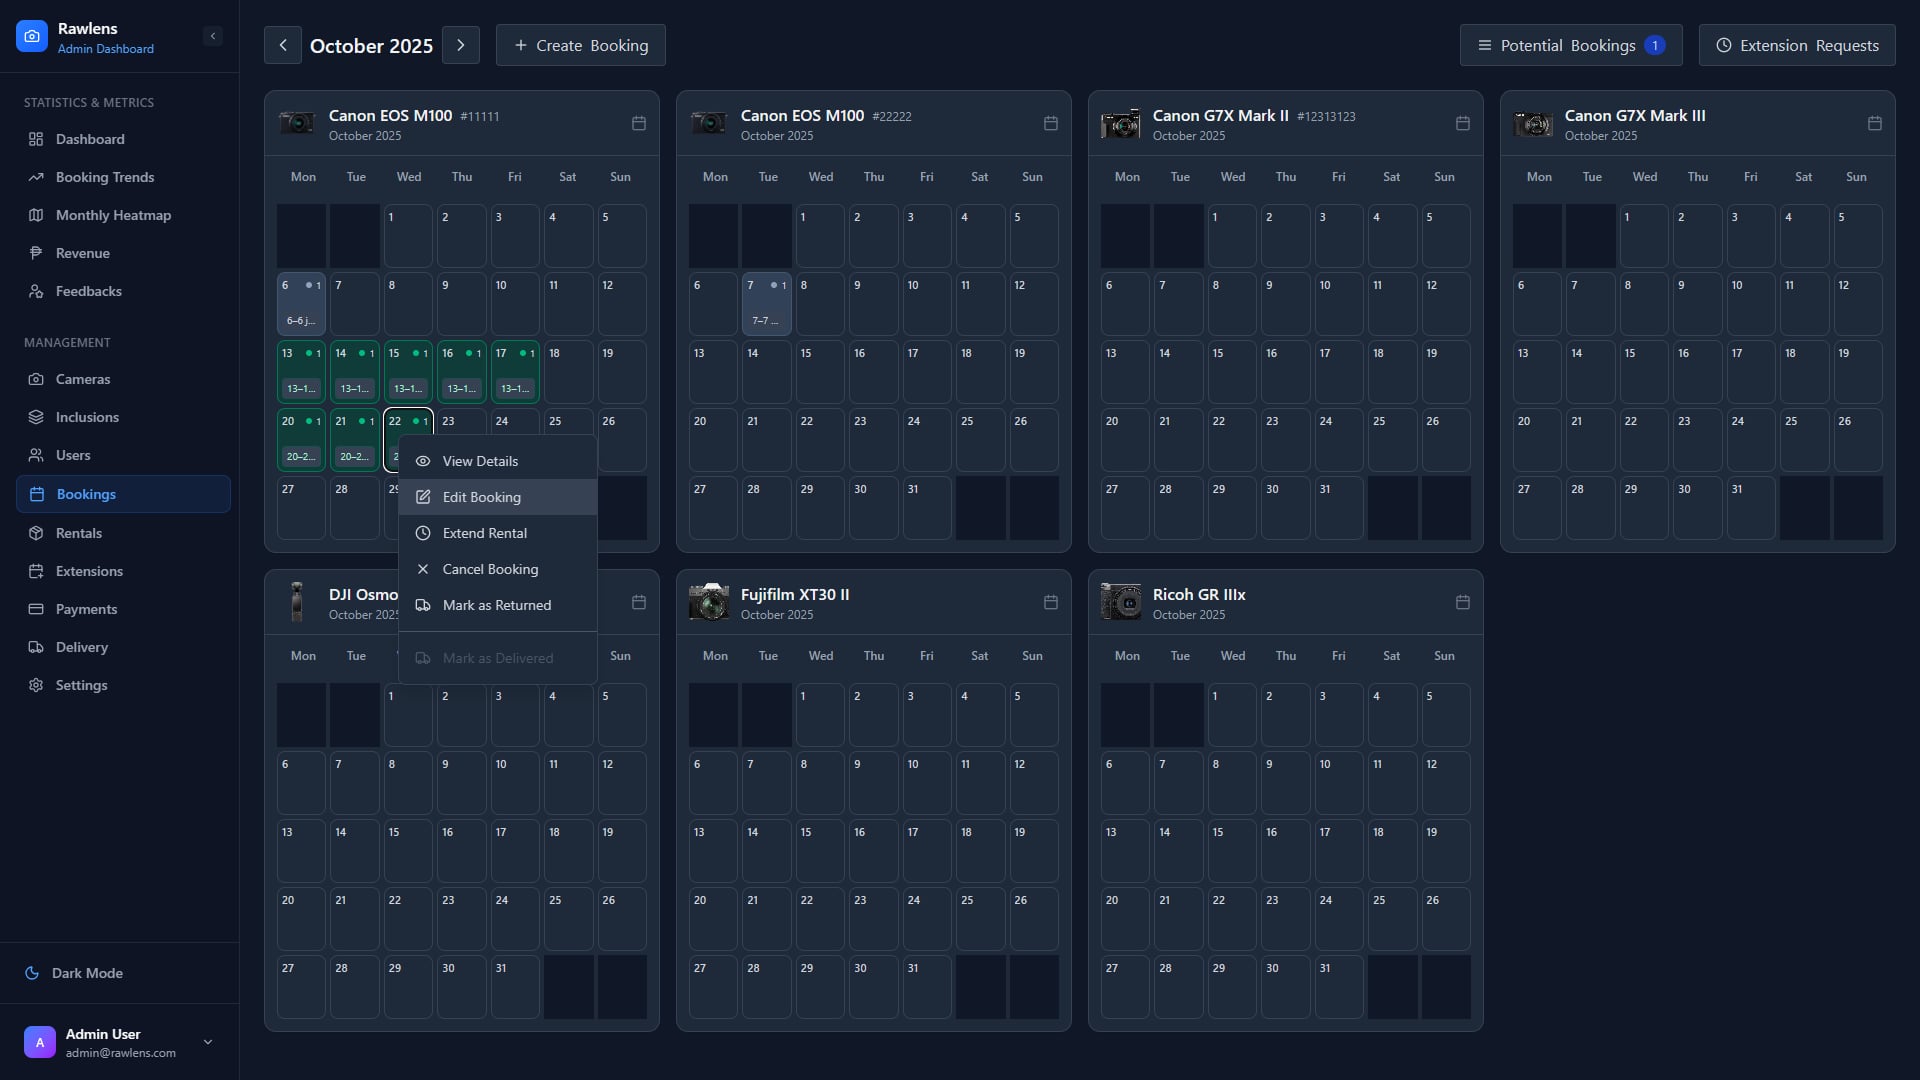 Rawlens
Admin Dashboard
STATISTICS & METRICS
Dashboard
Booking Trends
Monthly Heatmap
Revenue
Feedbacks
MANAGEMENT
Cameras
Inclusions
Users
Bookings
Rentals
Extensions
Payments
Delivery
Settings
Dark Mode
A
Admin User
admin@rawlens.com
October 2025
+ Create Booking
Potential Bookings 1
Extension Requests
Canon EOS M100 #11111
October 2025
Mon Tue Wed Thu Fri Sat Sun
1 2 3 4 5
6 1 7 8 9 10 11 12
6–6 j...
13 1 14 1 15 1 16 1 17 1 18 19
13–1... 13–1... 13–1... 13–1... 13–1...
20 1 21 1 22 1 23 24 25 26
20–2... 20–2... 2
27 28 29
View Details
Edit Booking
Extend Rental
Cancel Booking
Mark as Returned
Mark as Delivered
Canon EOS M100 #22222
October 2025
Mon Tue Wed Thu Fri Sat Sun
1 2 3 4 5
6 7 1 8 9 10 11 12
7–7 ...
13 14 15 16 17 18 19
20 21 22 23 24 25 26
27 28 29 30 31
Canon G7X Mark II #12313123
October 2025
Mon Tue Wed Thu Fri Sat Sun
1 2 3 4 5
6 7 8 9 10 11 12
13 14 15 16 17 18 19
20 21 22 23 24 25 26
27 28 29 30 31
Canon G7X Mark III
October 2025
Mon Tue Wed Thu Fri Sat Sun
1 2 3 4 5
6 7 8 9 10 11 12
13 14 15 16 17 18 19
20 21 22 23 24 25 26
27 28 29 30 31
DJI Osmo
October 2025
Mon Tue Sun
1 2 3 4 5
6 7 8 9 10 11 12
13 14 15 16 17 18 19
20 21 22 23 24 25 26
27 28 29 30 31
Fujifilm XT30 II
October 2025
Mon Tue Wed Thu Fri Sat Sun
1 2 3 4 5
6 7 8 9 10 11 12
13 14 15 16 17 18 19
20 21 22 23 24 25 26
27 28 29 30 31
Ricoh GR IIIx
October 2025
Mon Tue Wed Thu Fri Sat Sun
1 2 3 4 5
6 7 8 9 10 11 12
13 14 15 16 17 18 19
20 21 22 23 24 25 26
27 28 29 30 31